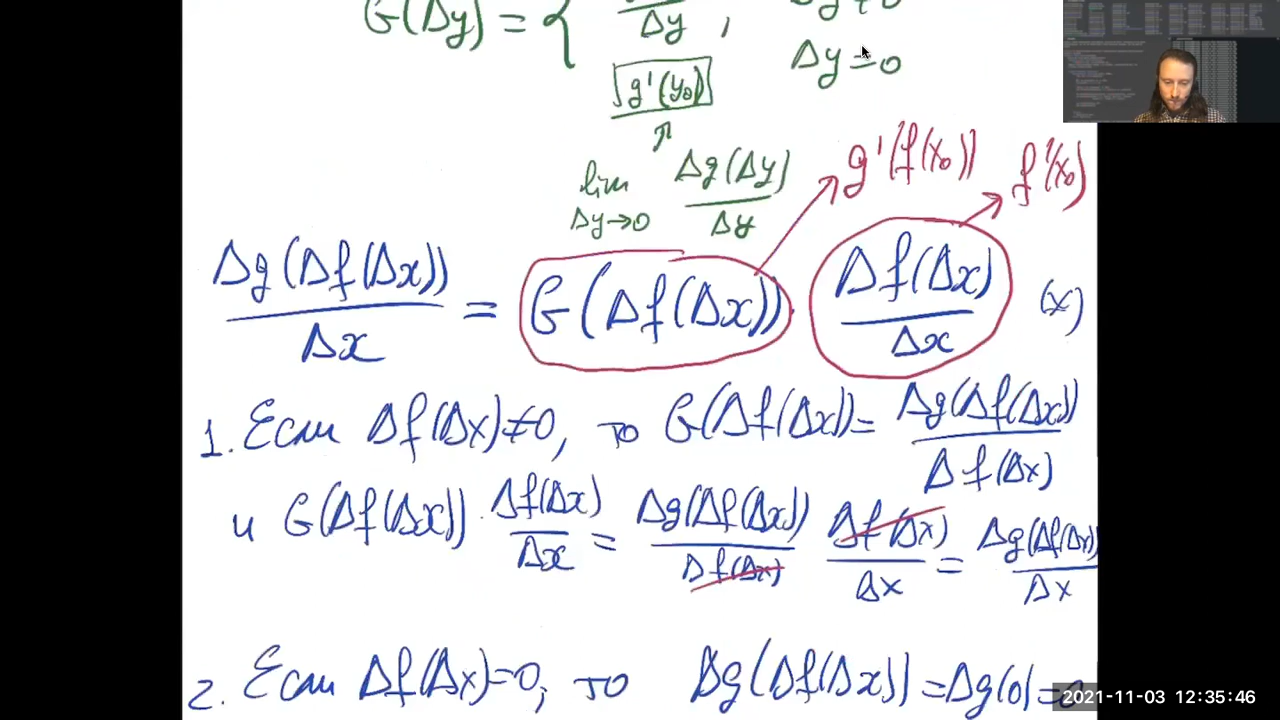 G(Δy) = { Δy , Δy ≠ 0
g'(y₀) Δy = 0
lim Δy→0 Δg(Δy)/Δy g'(f(x₀)) f'(x₀)
Δg(Δf(Δx))/Δx = G(Δf(Δx)) · Δf(Δx)/Δx (x)
1. Если Δf(Δx)≠0, то G(Δf(Δx))= Δg(Δf(Δx))/Δf(Δx)
и G(Δf(Δx)) · Δf(Δx)/Δx = Δg(Δf(Δx))/Δf(Δx) Δf(Δx)/Δx = Δg(Δf(Δx))/Δx
2. Если Δf(Δx)=0, то Δg(Δf(Δx))=Δg(0)=0
2021-11-03 12:35:46